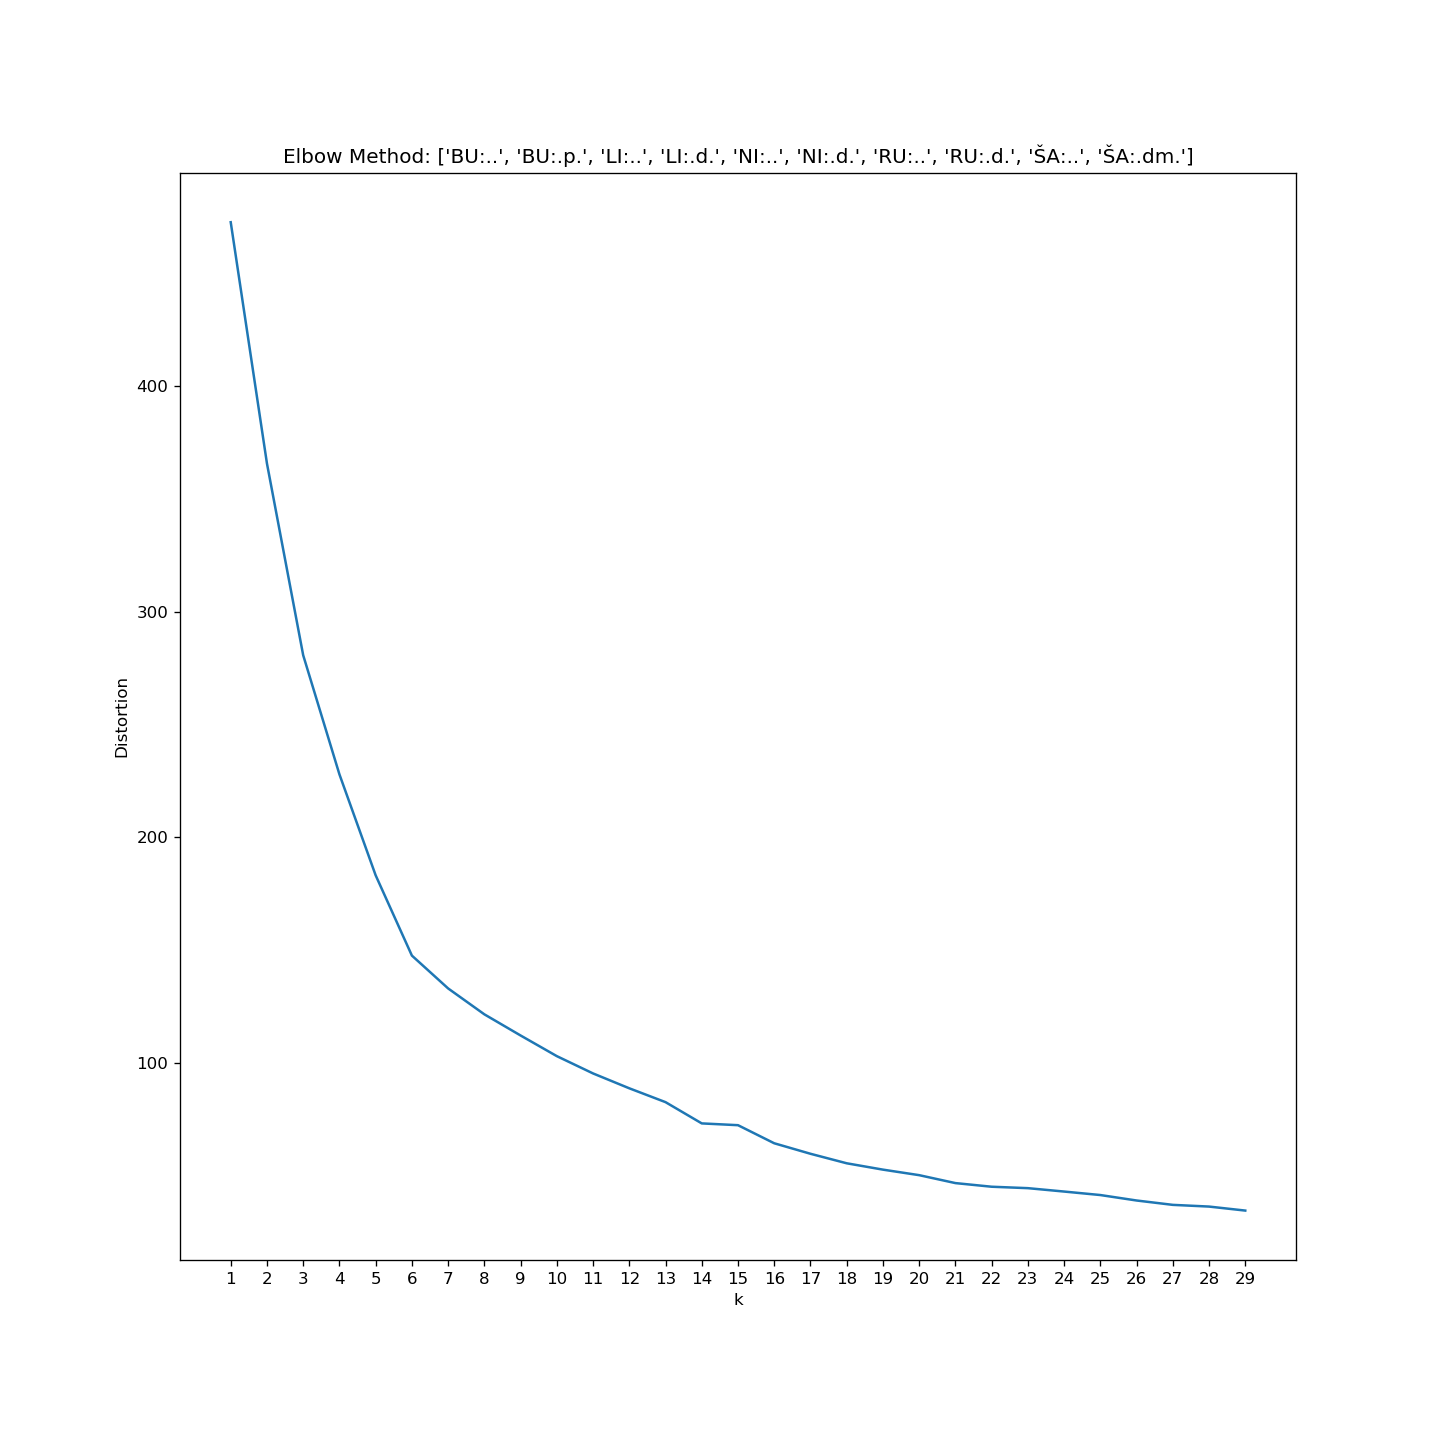 Elbow Method: ['BU:..', 'BU:.p.', 'LI:..', 'LI:.d.', 'NI:..', 'NI:.d.', 'RU:..', 'RU:.d.', 'ŠA:..', 'ŠA:.dm.']
400
300
200
100
Distortion
1 2 3 4 5 6 7 8 9 10 11 12 13 14 15 16 17 18 19 20 21 22 23 24 25 26 27 28 29
k